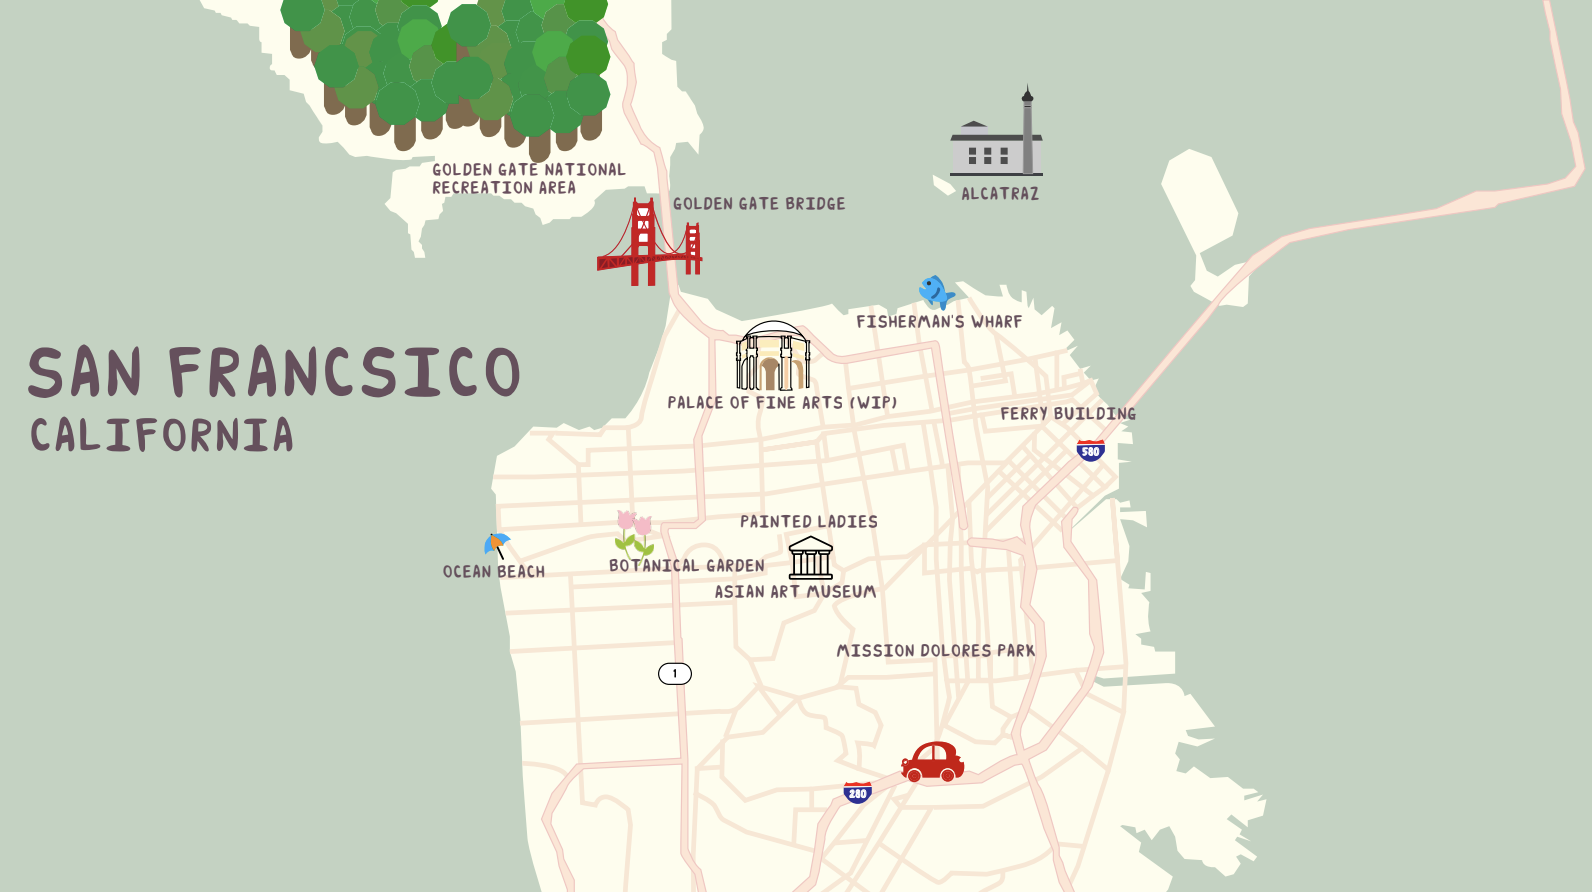 GOLDEN GATE NATIONAL
RECREATION AREA
ALCATRAZ
GOLDEN GATE BRIDGE
FISHERMAN'S WHARF
SAN FRANCSICO
CALIFORNIA
PALACE OF FINE ARTS (WIP)
FERRY BUILDING
580
PAINTED LADIES
OCEAN BEACH
BOTANICAL GARDEN
ASIAN ART MUSEUM
MISSION DOLORES PARK
1
280